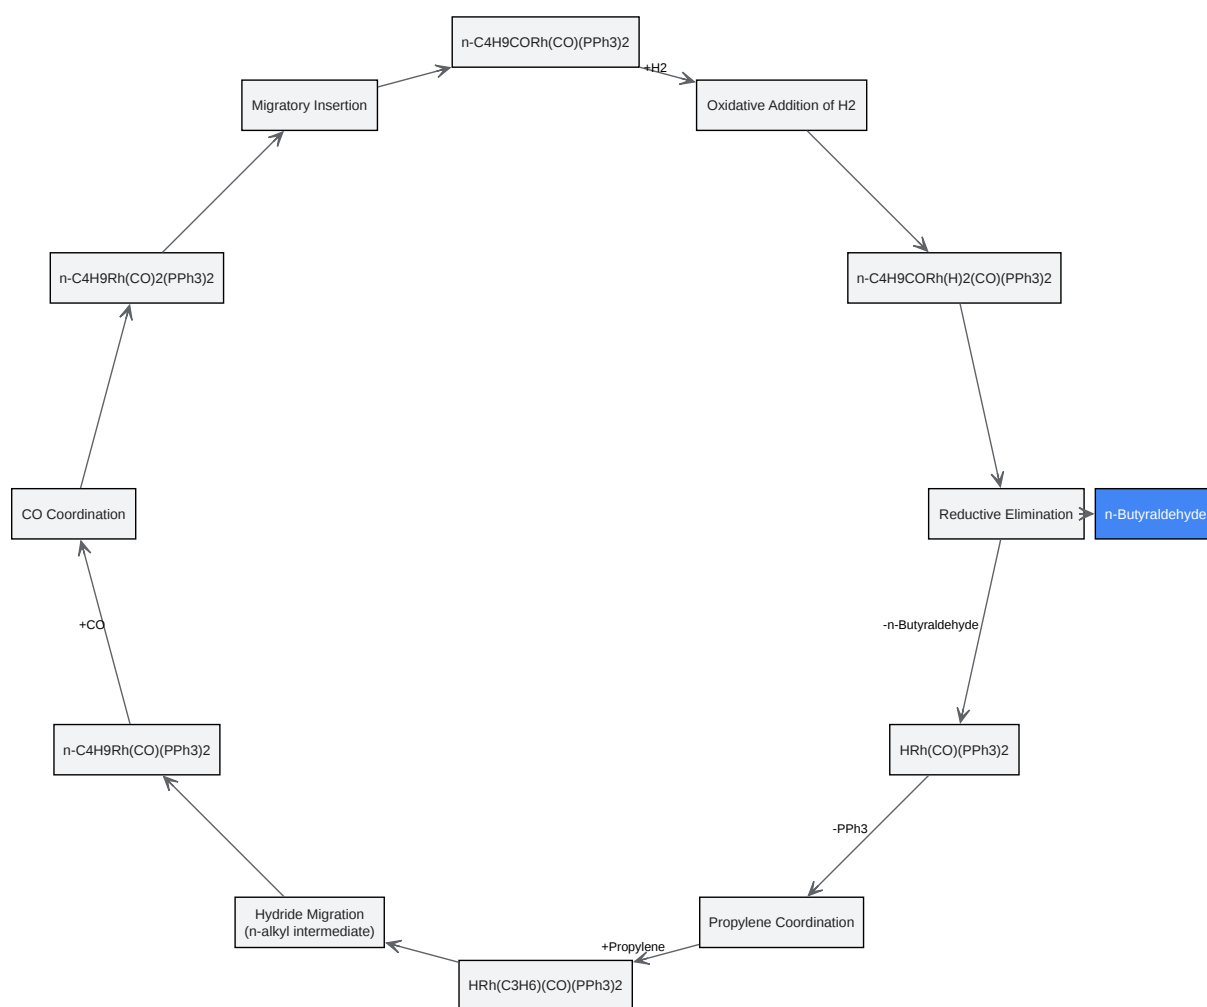 n-C4H9CORh(CO)(PPh3)2
+H2
Migratory Insertion
Oxidative Addition of H2
n-C4H9Rh(CO)2(PPh3)2
n-C4H9CORh(H)2(CO)(PPh3)2
CO Coordination
Reductive Elimination
n-Butyraldehyde
+CO
-n-Butyraldehyde
n-C4H9Rh(CO)(PPh3)2
HRh(CO)(PPh3)2
-PPh3
Hydride Migration
(n-alkyl intermediate)
Propylene Coordination
+Propylene
HRh(C3H6)(CO)(PPh3)2